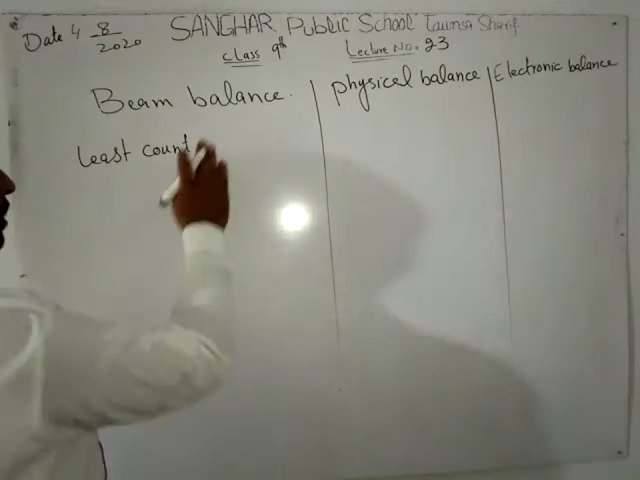 Date 4 8/2020 SANGHAR Public School Taunsa Sharif
Class 9th Lecture No. 23
Beam balance. physical balance Electronic balance
Least count